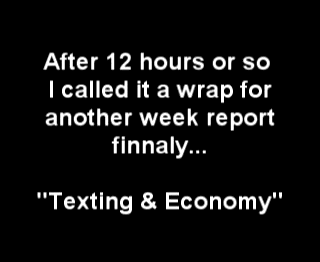 After 12 hours or so
I called it a wrap for
another week report
finnaly...
"Texting & Economy"